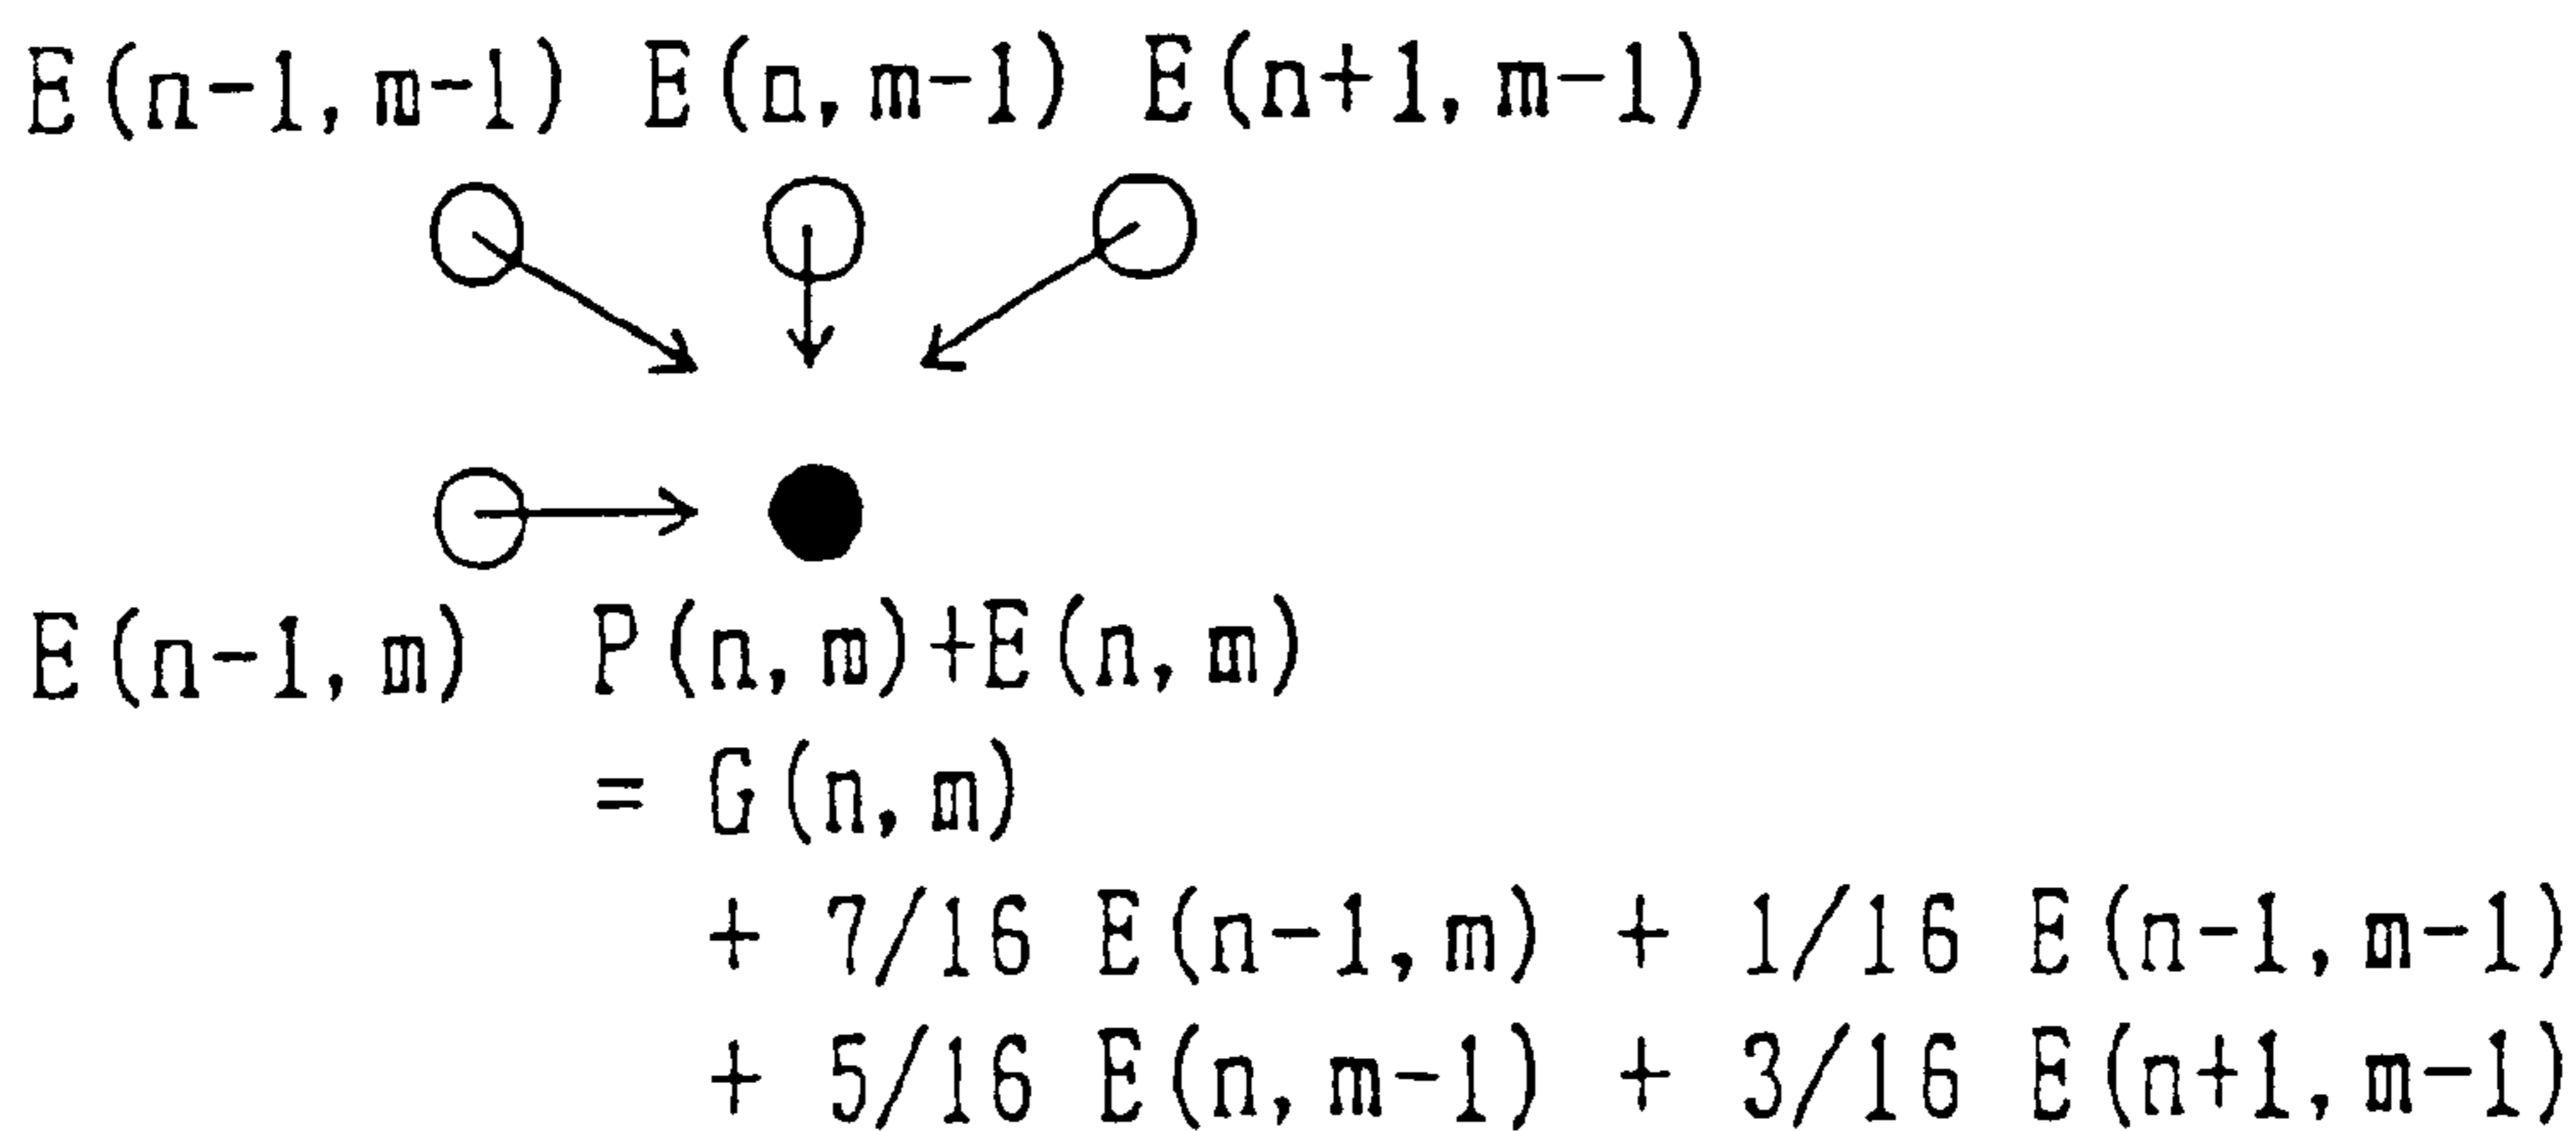 E(n-1,m-1) E(n,m-1) E(n+1,m-1)
E(n-1,m) P(n,m)+E(n,m)
= G(n,m)
+ 7/16 E(n-1,m) + 1/16 E(n-1,m-1)
+ 5/16 E(n,m-1) + 3/16 E(n+1,m-1)